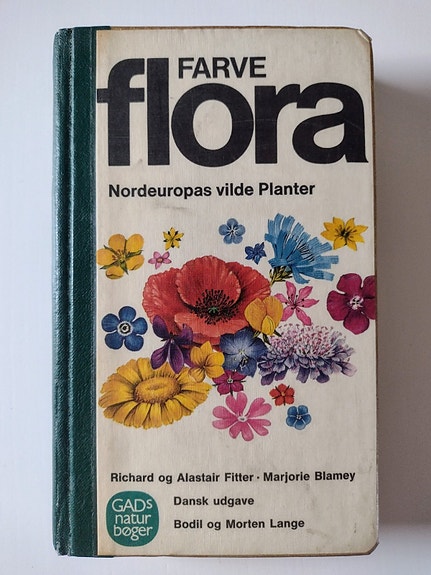 FARVE
flora
Nordeuropas vilde Planter
Richard og Alastair Fitter · Marjorie Blamey
Dansk udgave
Bodil og Morten Lange
GADs
natur
bøger